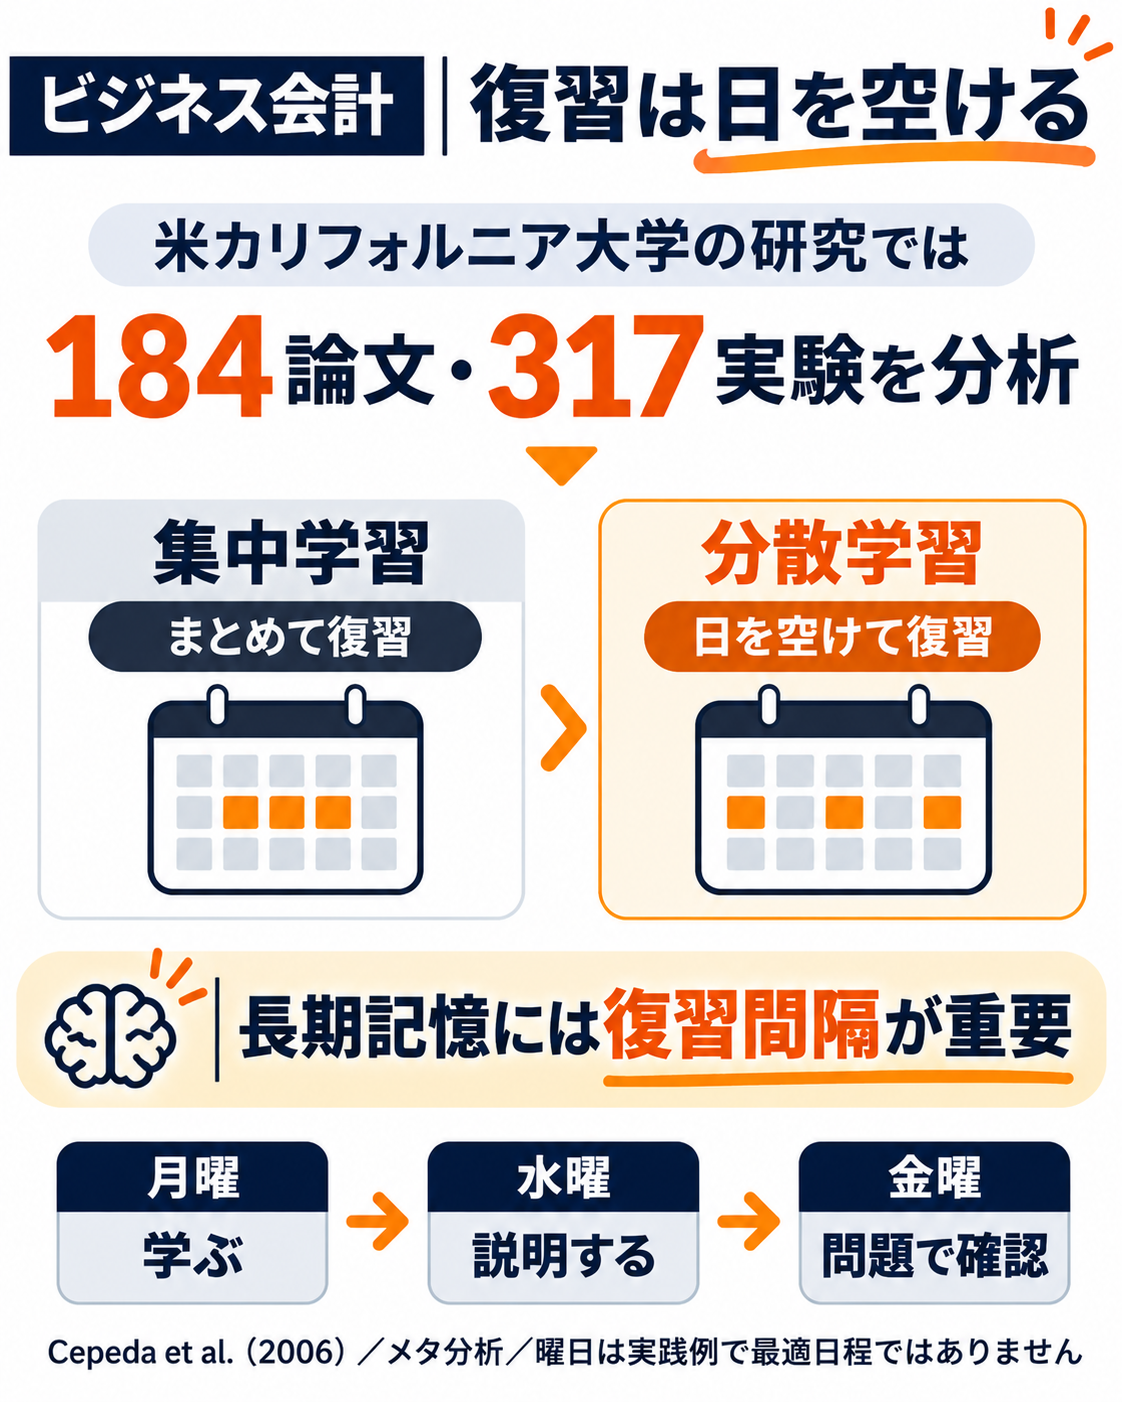 ビジネス会計
復習は日を空ける
米カリフォルニア大学の研究では
184論文・317実験を分析
集中学習
まとめて復習
分散学習
日を空けて復習
長期記憶には復習間隔が重要
月曜
学ぶ
水曜
説明する
金曜
問題で確認
Cepeda et al.（2006）／メタ分析／曜日は実践例で最適日程ではありません